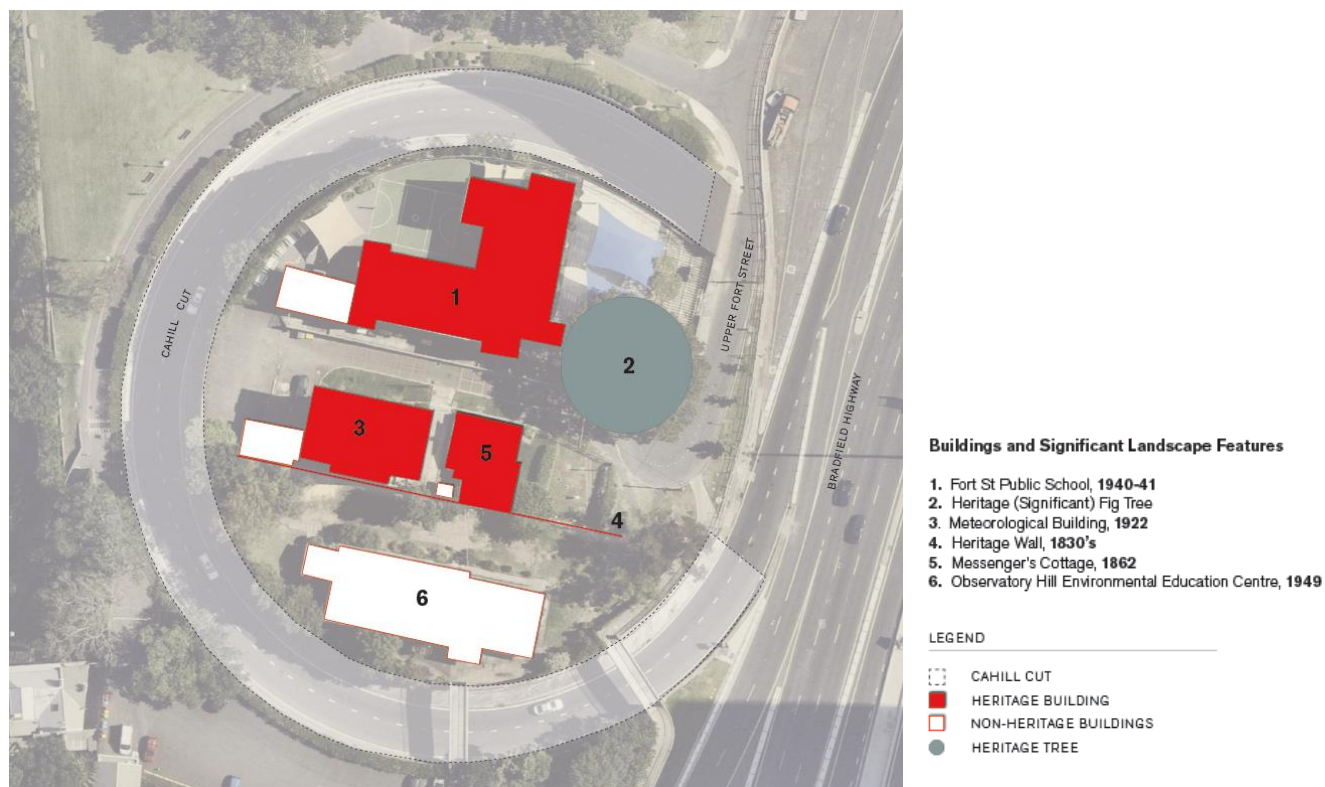 CAHILL CUT
1
2
UPPER FORT STREET
BRADFIELD HIGHWAY
3
5
4
6
Buildings and Significant Landscape Features
1. Fort St Public School, 1940-41
2. Heritage (Significant) Fig Tree
3. Meteorological Building, 1922
4. Heritage Wall, 1830's
5. Messenger's Cottage, 1862
6. Observatory Hill Environmental Education Centre, 1949
LEGEND
CAHILL CUT
HERITAGE BUILDING
NON-HERITAGE BUILDINGS
HERITAGE TREE